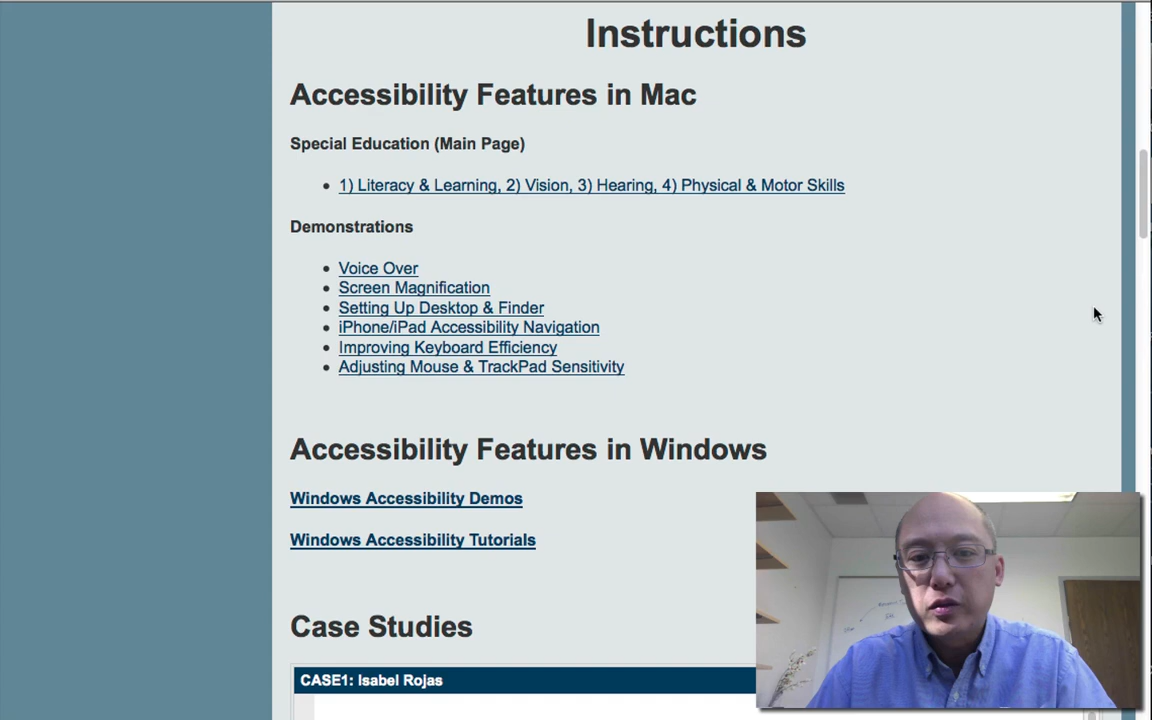 Instructions
Accessibility Features in Mac
Special Education (Main Page)
1) Literacy & Learning, 2) Vision, 3) Hearing, 4) Physical & Motor Skills
Demonstrations
Voice Over
Screen Magnification
Setting Up Desktop & Finder
iPhone/iPad Accessibility Navigation
Improving Keyboard Efficiency
Adjusting Mouse & TrackPad Sensitivity
Accessibility Features in Windows
Windows Accessibility Demos
Windows Accessibility Tutorials
Case Studies
CASE1: Isabel Rojas